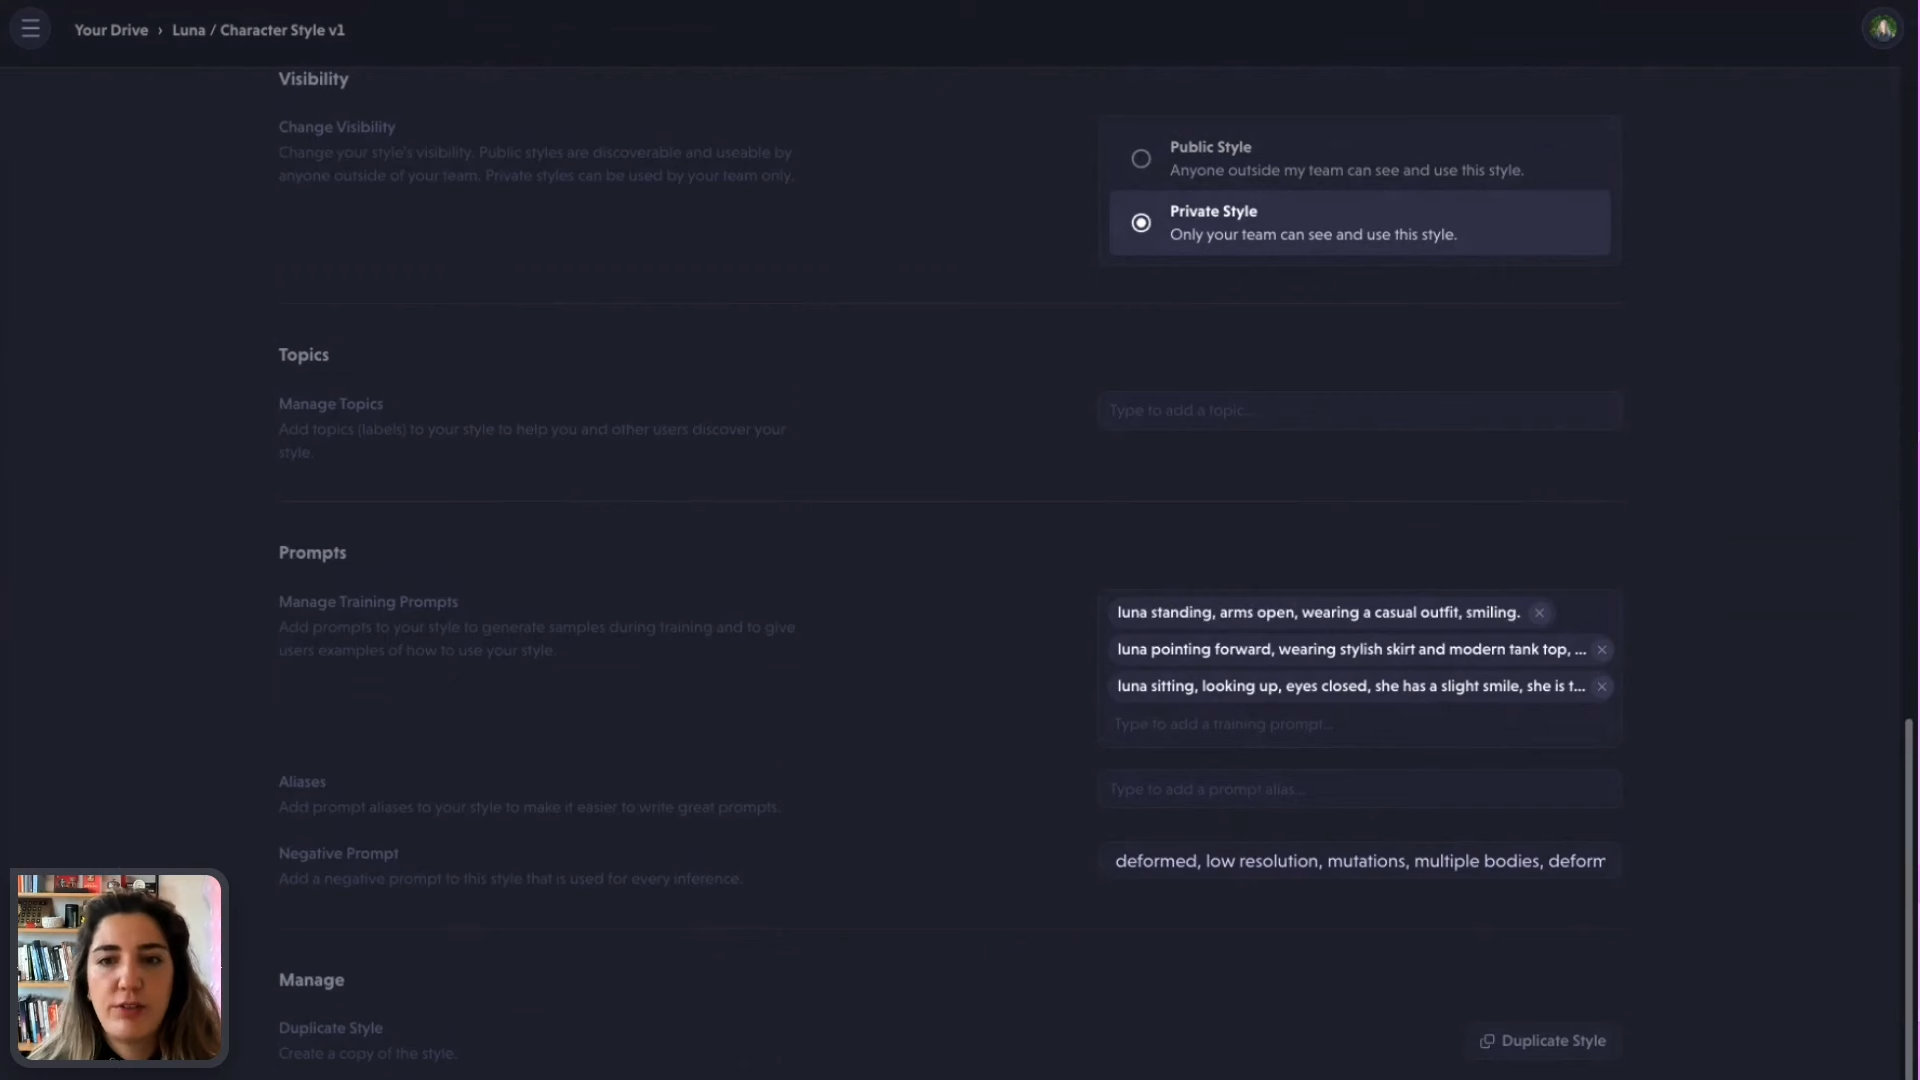 Your Drive › Luna / Character Style v1
Visibility
Change Visibility
Change your style's visibility. Public styles are discoverable and useable by
anyone outside of your team. Private styles can be used by your team only.
Public Style
Anyone outside my team can see and use this style.
Private Style
Only your team can see and use this style.
Topics
Manage Topics
Add topics (labels) to your style to help you and other users discover your
style.
Type to add a topic...
Prompts
Manage Training Prompts
Add prompts to your style to generate samples during training and to give
users examples of how to use your style.
luna standing, arms open, wearing a casual outfit, smiling.
luna pointing forward, wearing stylish skirt and modern tank top, ...
luna sitting, looking up, eyes closed, she has a slight smile, she is t...
Type to add a training prompt...
Aliases
Add prompt aliases to your style to make it easier to write great prompts.
Type to add a prompt alias...
Negative Prompt
Add a negative prompt to this style that is used for every inference.
deformed, low resolution, mutations, multiple bodies, deform
Manage
Duplicate Style
Create a copy of the style.
Duplicate Style